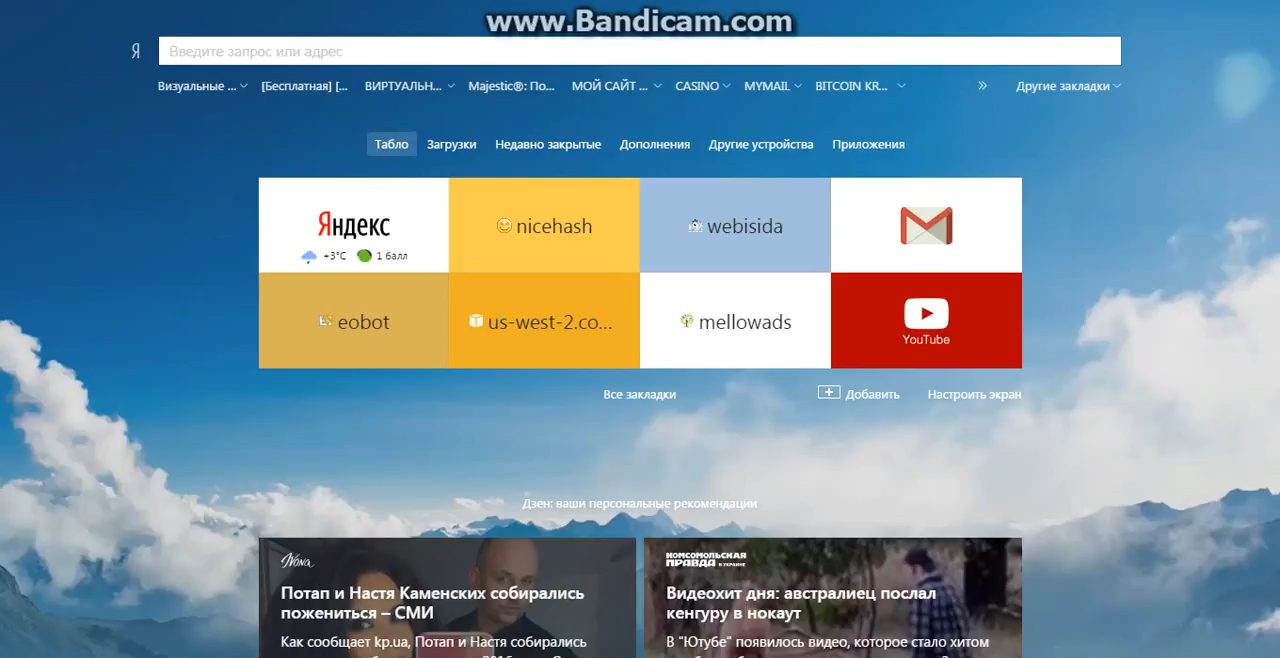 www.Bandicam.com
Я Введите запрос или адрес
Визуальные ... [Бесплатная] [... ВИРТУАЛЬН... Majestic®: По... МОЙ САЙТ ... CASINO MYMAIL BITCOIN KR... » Другие закладки
Табло Загрузки Недавно закрытые Дополнения Другие устройства Приложения
Яндекс
+3°C 1 балл
nicehash
webisida
eobot
us-west-2.co...
mellowads
YouTube
Все закладки Добавить Настроить экран
Дзен: ваши персональные рекомендации
Потап и Настя Каменских собирались
пожениться – СМИ
Как сообщает kp.ua, Потап и Настя собирались
КОМСОМОЛЬСКАЯ
ПРАВДА В УКРАИНЕ
Видеохит дня: австралиец послал
кенгуру в нокаут
В "Ютубе" появилось видео, которое стало хитом